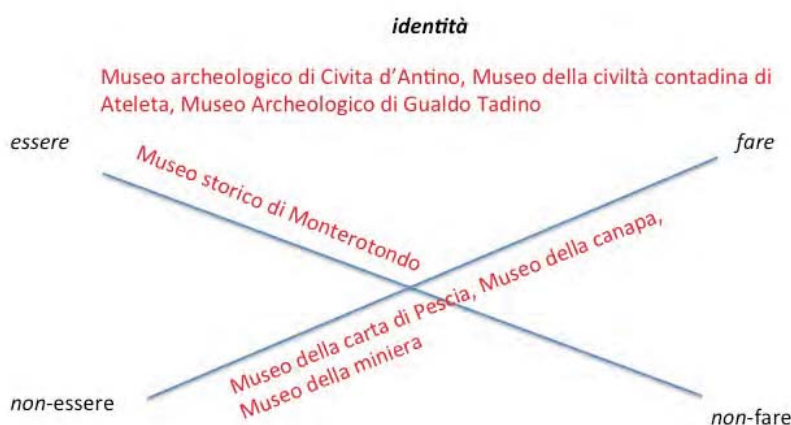 identità
Museo archeologico di Civita d’Antino, Museo della civiltà contadina di
Ateleta, Museo Archeologico di Gualdo Tadino
essere
fare
Museo storico di Monterotondo
Museo della carta di Pescia, Museo della canapa,
Museo della miniera
non-essere
non-fare